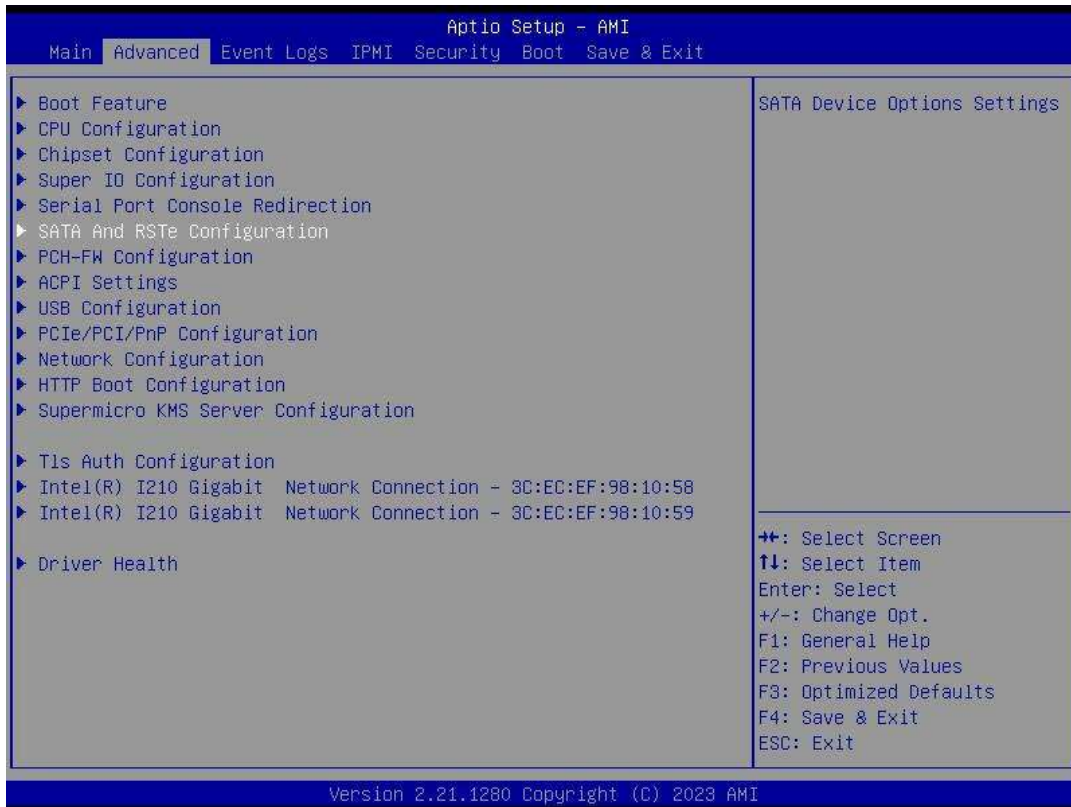 Aptio Setup - AMI
Main Advanced Event Logs IPMI Security Boot Save & Exit
Boot Feature
CPU Configuration
Chipset Configuration
Super IO Configuration
Serial Port Console Redirection
SATA And RSTe Configuration
PCH-FW Configuration
ACPI Settings
USB Configuration
PCIe/PCI/PnP Configuration
Network Configuration
HTTP Boot Configuration
Supermicro KMS Server Configuration
Tls Auth Configuration
Intel(R) I210 Gigabit  Network Connection - 3C:EC:EF:98:10:58
Intel(R) I210 Gigabit  Network Connection - 3C:EC:EF:98:10:59
Driver Health
SATA Device Options Settings
→←: Select Screen
↑↓: Select Item
Enter: Select
+/-: Change Opt.
F1: General Help
F2: Previous Values
F3: Optimized Defaults
F4: Save & Exit
ESC: Exit
Version 2.21.1280 Copyright (C) 2023 AMI